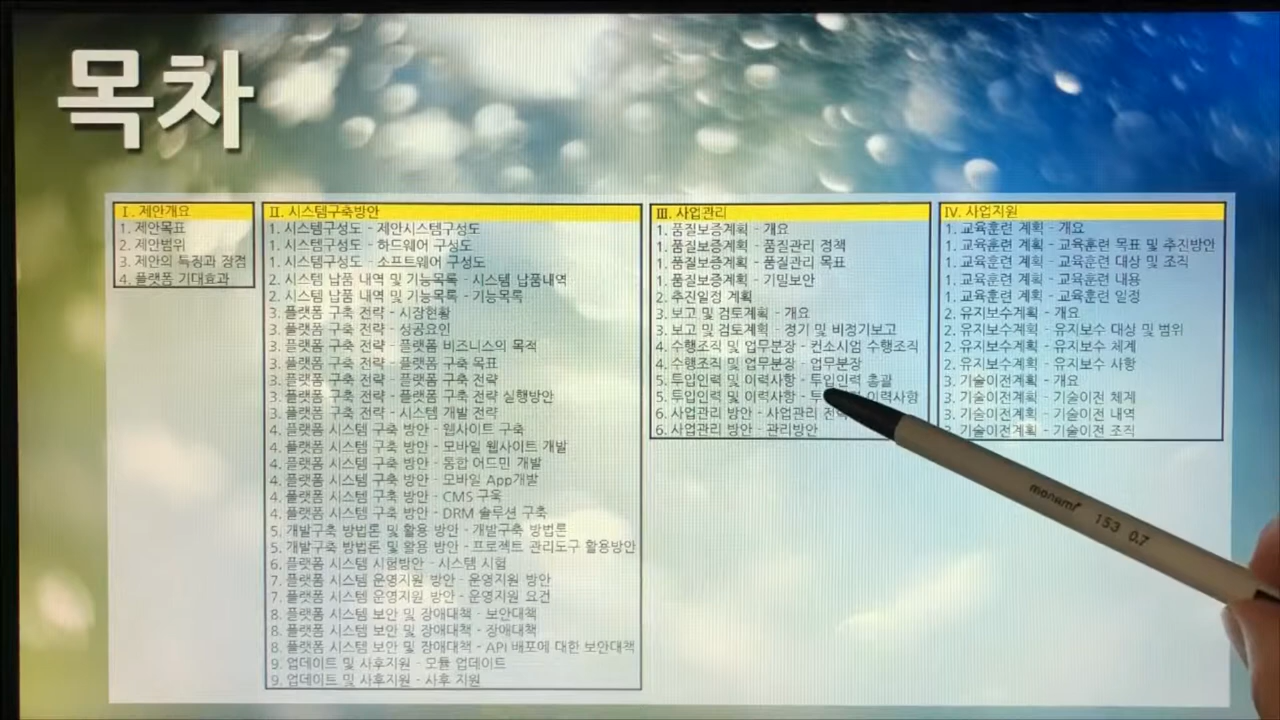 목차
Ⅰ. 제안개요
1. 제안목표
2. 제안범위
3. 제안의 특징과 장점
4. 플랫폼 기대효과
Ⅱ. 시스템구축방안
1. 시스템구성도 - 제안시스템구성도
1. 시스템구성도 - 하드웨어 구성도
1. 시스템구성도 - 소프트웨어 구성도
2. 시스템 납품 내역 및 기능목록 - 시스템 납품내역
2. 시스템 납품 내역 및 기능목록 - 기능목록
3. 플랫폼 구축 전략 - 시장현황
3. 플랫폼 구축 전략 - 성공요인
3. 플랫폼 구축 전략 - 플랫폼 비즈니스의 목적
3. 플랫폼 구축 전략 - 플랫폼 구축 목표
3. 플랫폼 구축 전략 - 플랫폼 구축 전략
3. 플랫폼 구축 전략 - 플랫폼 구축 전략 실행방안
3. 플랫폼 구축 전략 - 시스템 개발 전략
4. 플랫폼 시스템 구축 방안 - 웹사이트 구축
4. 플랫폼 시스템 구축 방안 - 모바일 웹사이트 개발
4. 플랫폼 시스템 구축 방안 - 통합 어드민 개발
4. 플랫폼 시스템 구축 방안 - 모바일 App개발
4. 플랫폼 시스템 구축 방안 - CMS 구축
4. 플랫폼 시스템 구축 방안 - DRM 솔루션 구축
5. 개발구축 방법론 및 활용 방안 - 개발구축 방법론
5. 개발구축 방법론 및 활용 방안 - 프로젝트 관리도구 활용방안
6. 플랫폼 시스템 시험방안 - 시스템 시험
7. 플랫폼 시스템 운영지원 방안 - 운영지원 방안
7. 플랫폼 시스템 운영지원 방안 - 운영지원 요건
8. 플랫폼 시스템 보안 및 장애대책 - 보안대책
8. 플랫폼 시스템 보안 및 장애대책 - 장애대책
8. 플랫폼 시스템 보안 및 장애대책 - API 배포에 대한 보안대책
9. 업데이트 및 사후지원 - 모듈 업데이트
9. 업데이트 및 사후지원 - 사후 지원
Ⅲ. 사업관리
1. 품질보증계획 - 개요
1. 품질보증계획 - 품질관리 정책
1. 품질보증계획 - 품질관리 목표
1. 품질보증계획 - 기밀보안
2. 추진일정 계획
3. 보고 및 검토계획 - 개요
3. 보고 및 검토계획 - 정기 및 비정기보고
4. 수행조직 및 업무분장 - 컨소시엄 수행조직
4. 수행조직 및 업무분장 - 업무분장
5. 투입인력 및 이력사항 - 투입인력 총괄
5. 투입인력 및 이력사항 - 이력사항
6. 사업관리 방안 - 사업관리
6. 사업관리 방안 - 관리방안
Ⅳ. 사업지원
1. 교육훈련 계획 - 개요
1. 교육훈련 계획 - 교육훈련 목표 및 추진방안
1. 교육훈련 계획 - 교육훈련 대상 및 조직
1. 교육훈련 계획 - 교육훈련 내용
1. 교육훈련 계획 - 교육훈련 일정
2. 유지보수계획 - 개요
2. 유지보수계획 - 유지보수 대상 및 범위
2. 유지보수계획 - 유지보수 체계
2. 유지보수계획 - 유지보수 사항
3. 기술이전계획 - 개요
3. 기술이전계획 - 기술이전 체계
3. 기술이전계획 - 기술이전 내역
3. 기술이전계획 - 기술이전 조직
monami 153 0.7